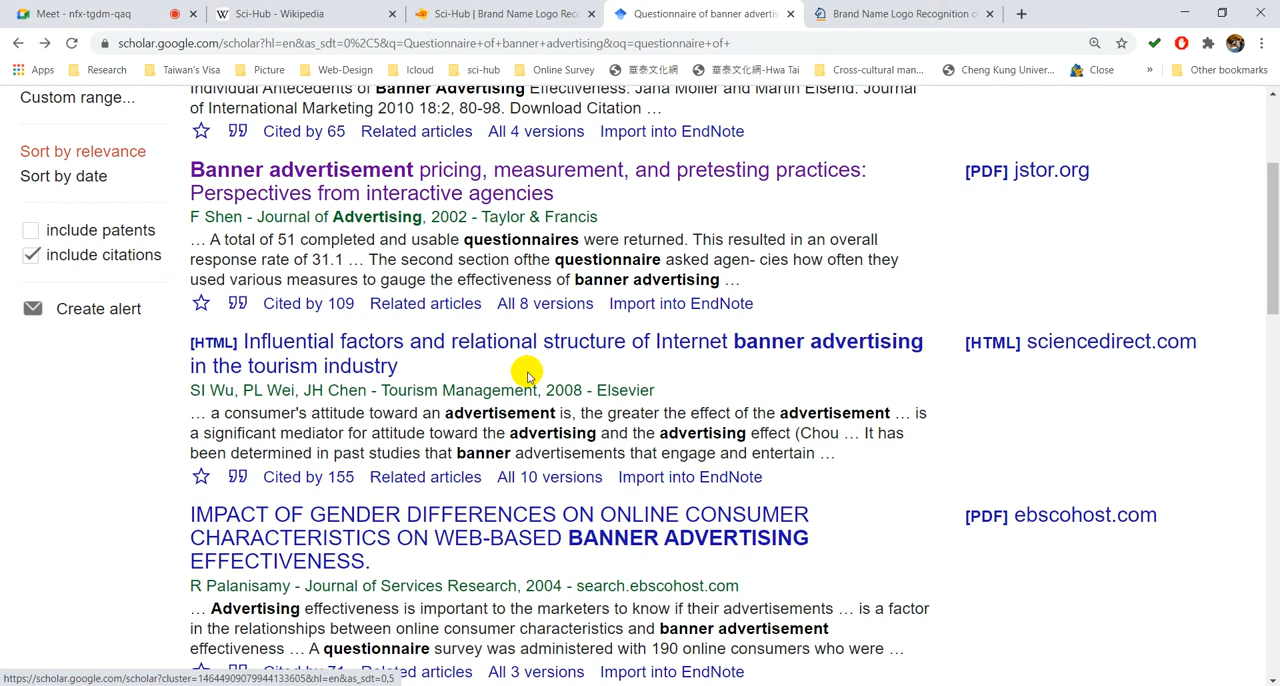 Meet - nfx-tgdm-qaq
Sci-Hub - Wikipedia
Sci-Hub | Brand Name Logo Reco
Questionnaire of banner advertis
Brand Name Logo Recognition o
scholar.google.com/scholar?hl=en&as_sdt=0%2C5&q=Questionnaire+of+banner+advertising&oq=questionnaire+of+
Apps
Research
Taiwan's Visa
Picture
Web-Design
Icloud
sci-hub
Online Survey
華泰文化網
華泰文化網-Hwa Tai
Cross-cultural man...
Cheng Kung Univer...
Close
»
Other bookmarks
Custom range...
Sort by relevance
Sort by date
include patents
include citations
Create alert
Individual Antecedents of Banner Advertising Effectiveness. Jana Möller and Martin Eisend. Journal
of International Marketing 2010 18:2, 80-98. Download Citation …
Cited by 65 Related articles All 4 versions Import into EndNote
Banner advertisement pricing, measurement, and pretesting practices:
Perspectives from interactive agencies
[PDF] jstor.org
F Shen - Journal of Advertising, 2002 - Taylor & Francis
… A total of 51 completed and usable questionnaires were returned. This resulted in an overall
response rate of 31.1 … The second section ofthe questionnaire asked agen- cies how often they
used various measures to gauge the effectiveness of banner advertising …
Cited by 109 Related articles All 8 versions Import into EndNote
[HTML] Influential factors and relational structure of Internet banner advertising
in the tourism industry
[HTML] sciencedirect.com
SI Wu, PL Wei, JH Chen - Tourism Management, 2008 - Elsevier
… a consumer's attitude toward an advertisement is, the greater the effect of the advertisement … is
a significant mediator for attitude toward the advertising and the advertising effect (Chou … It has
been determined in past studies that banner advertisements that engage and entertain …
Cited by 155 Related articles All 10 versions Import into EndNote
IMPACT OF GENDER DIFFERENCES ON ONLINE CONSUMER
CHARACTERISTICS ON WEB-BASED BANNER ADVERTISING
EFFECTIVENESS.
[PDF] ebscohost.com
R Palanisamy - Journal of Services Research, 2004 - search.ebscohost.com
… Advertising effectiveness is important to the marketers to know if their advertisements … is a factor
in the relationships between online consumer characteristics and banner advertisement
effectiveness … A questionnaire survey was administered with 190 online consumers who were …
Cited by 71 Related articles All 3 versions Import into EndNote
https://scholar.google.com/scholar?cluster=14644909079944133605&hl=en&as_sdt=0,5